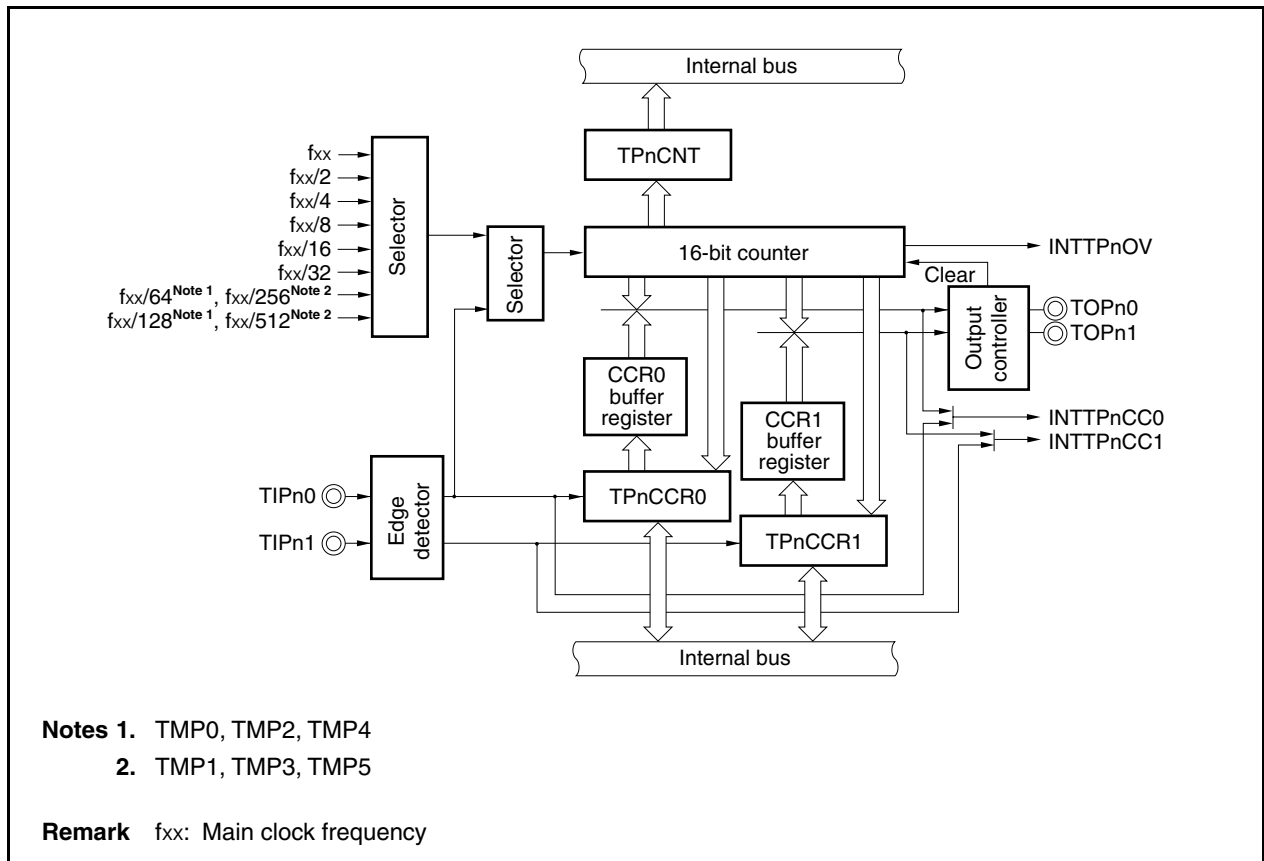 Internal bus
TPnCNT
fxx
fxx/2
fxx/4
fxx/8
fxx/16
fxx/32
fxx/64Note 1, fxx/256Note 2
fxx/128Note 1, fxx/512Note 2
Selector
Selector
16-bit counter
INTTPnOV
Clear
Output
controller
TOPn0
TOPn1
CCR0
buffer
register
CCR1
buffer
register
INTTPnCC0
INTTPnCC1
TIPn0
TIPn1
Edge
detector
TPnCCR0
TPnCCR1
Internal bus
Notes 1. TMP0, TMP2, TMP4
2. TMP1, TMP3, TMP5
Remark fxx: Main clock frequency